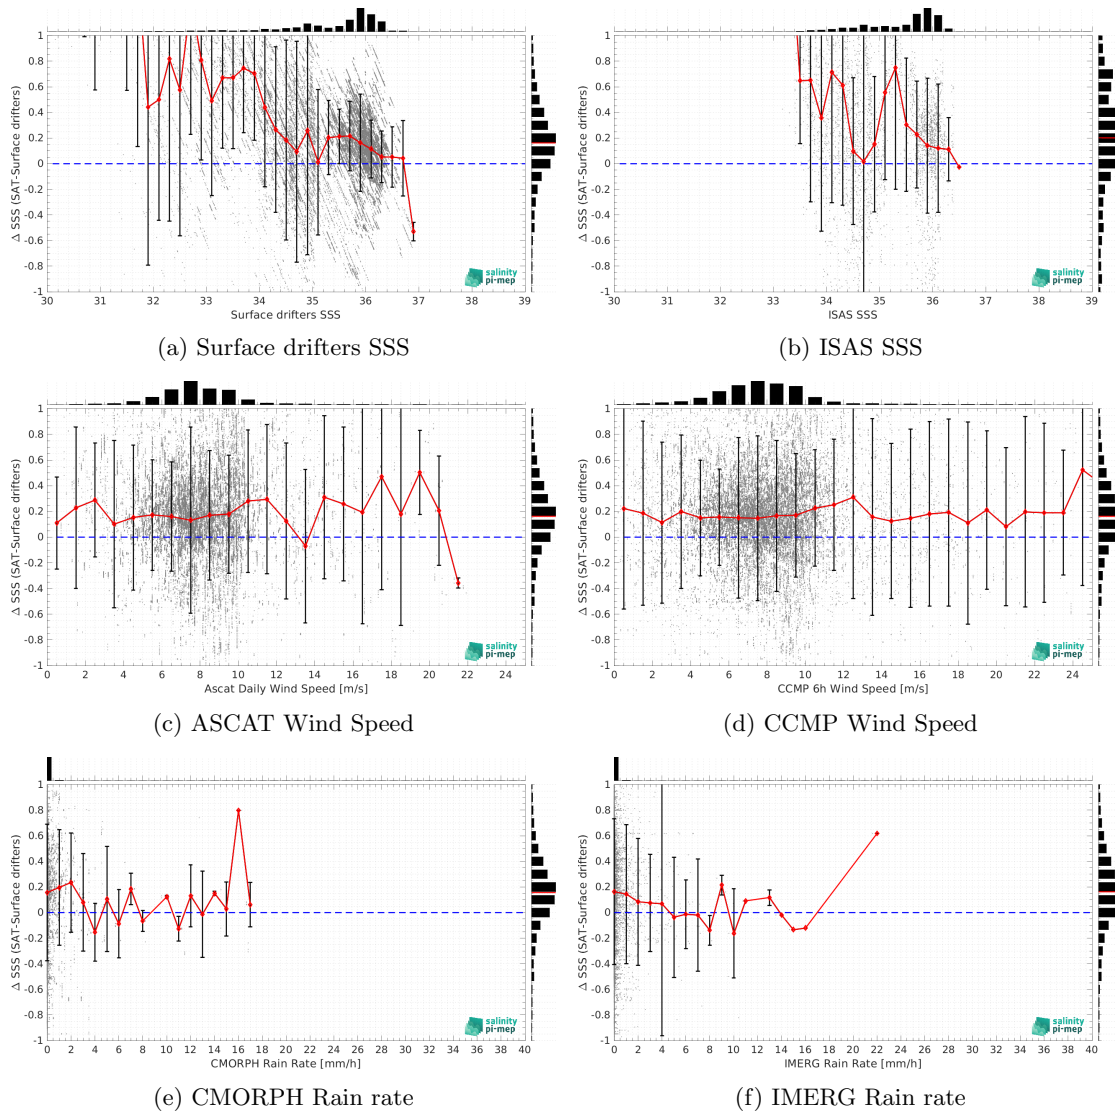 1
0.8
0.6
0.4
0.2
0
-0.2
-0.4
-0.6
-0.8
-1
Δ SSS (SAT-Surface drifters)
30 31 32 33 34 35 36 37 38 39
Surface drifters SSS
salinity
pi-mep
(a) Surface drifters SSS
1
0.8
0.6
0.4
0.2
0
-0.2
-0.4
-0.6
-0.8
-1
Δ SSS (SAT-Surface drifters)
30 31 32 33 34 35 36 37 38 39
ISAS SSS
salinity
pi-mep
(b) ISAS SSS
1
0.8
0.6
0.4
0.2
0
-0.2
-0.4
-0.6
-0.8
-1
Δ SSS (SAT-Surface drifters)
0 2 4 6 8 10 12 14 16 18 20 22 24
Ascat Daily Wind Speed [m/s]
salinity
pi-mep
(c) ASCAT Wind Speed
1
0.8
0.6
0.4
0.2
0
-0.2
-0.4
-0.6
-0.8
-1
Δ SSS (SAT-Surface drifters)
0 2 4 6 8 10 12 14 16 18 20 22 24
CCMP 6h Wind Speed [m/s]
salinity
pi-mep
(d) CCMP Wind Speed
1
0.8
0.6
0.4
0.2
0
-0.2
-0.4
-0.6
-0.8
-1
Δ SSS (SAT-Surface drifters)
0 2 4 6 8 10 12 14 16 18 20 22 24 26 28 30 32 34 36 38 40
CMORPH Rain Rate [mm/h]
salinity
pi-mep
(e) CMORPH Rain rate
1
0.8
0.6
0.4
0.2
0
-0.2
-0.4
-0.6
-0.8
-1
Δ SSS (SAT-Surface drifters)
0 2 4 6 8 10 12 14 16 18 20 22 24 26 28 30 32 34 36 38 40
IMERG Rain Rate [mm/h]
salinity
pi-mep
(f) IMERG Rain rate